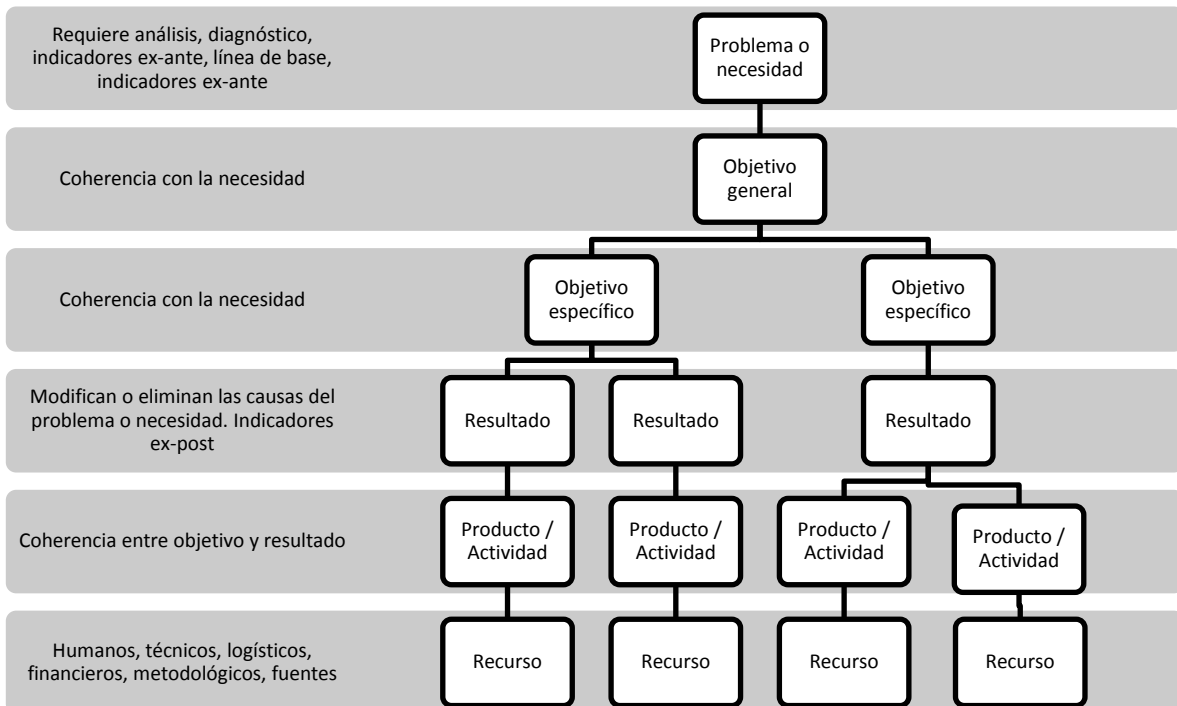 Requiere análisis, diagnóstico,
indicadores ex-ante, línea de base,
indicadores ex-ante
Problema o
necesidad
Coherencia con la necesidad
Objetivo
general
Coherencia con la necesidad
Objetivo
específico
Objetivo
específico
Modifican o eliminan las causas del
problema o necesidad. Indicadores
ex-post
Resultado
Resultado
Resultado
Coherencia entre objetivo y resultado
Producto /
Actividad
Producto /
Actividad
Producto /
Actividad
Producto /
Actividad
Humanos, técnicos, logísticos,
financieros, metodológicos, fuentes
Recurso
Recurso
Recurso
Recurso